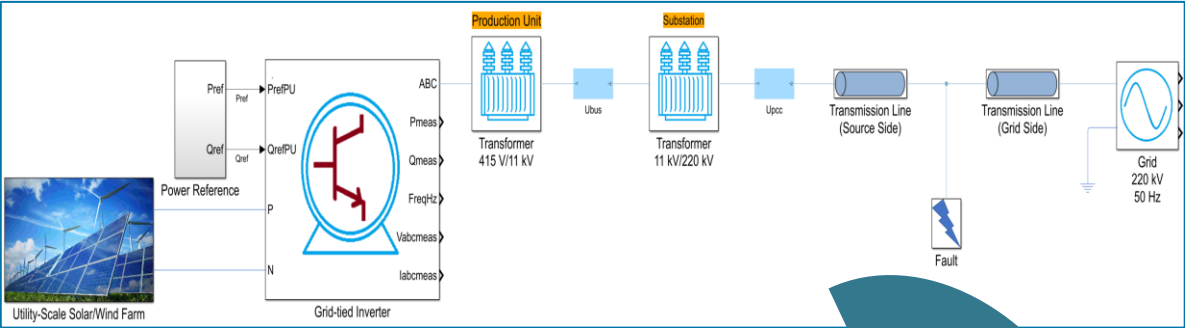 Production Unit
Substation
Pref
Pref
PrefPU
Qref
Qref
QrefPU
Power Reference
P
N
ABC
Pmeas
Qmeas
FreqHz
Vabcmeas
Iabcmeas
Grid-tied Inverter
Utility-Scale Solar/Wind Farm
Transformer
415 V/11 kV
Ubus
Transformer
11 kV/220 kV
Upcc
Transmission Line
(Source Side)
Transmission Line
(Grid Side)
Fault
Grid
220 kV
50 Hz